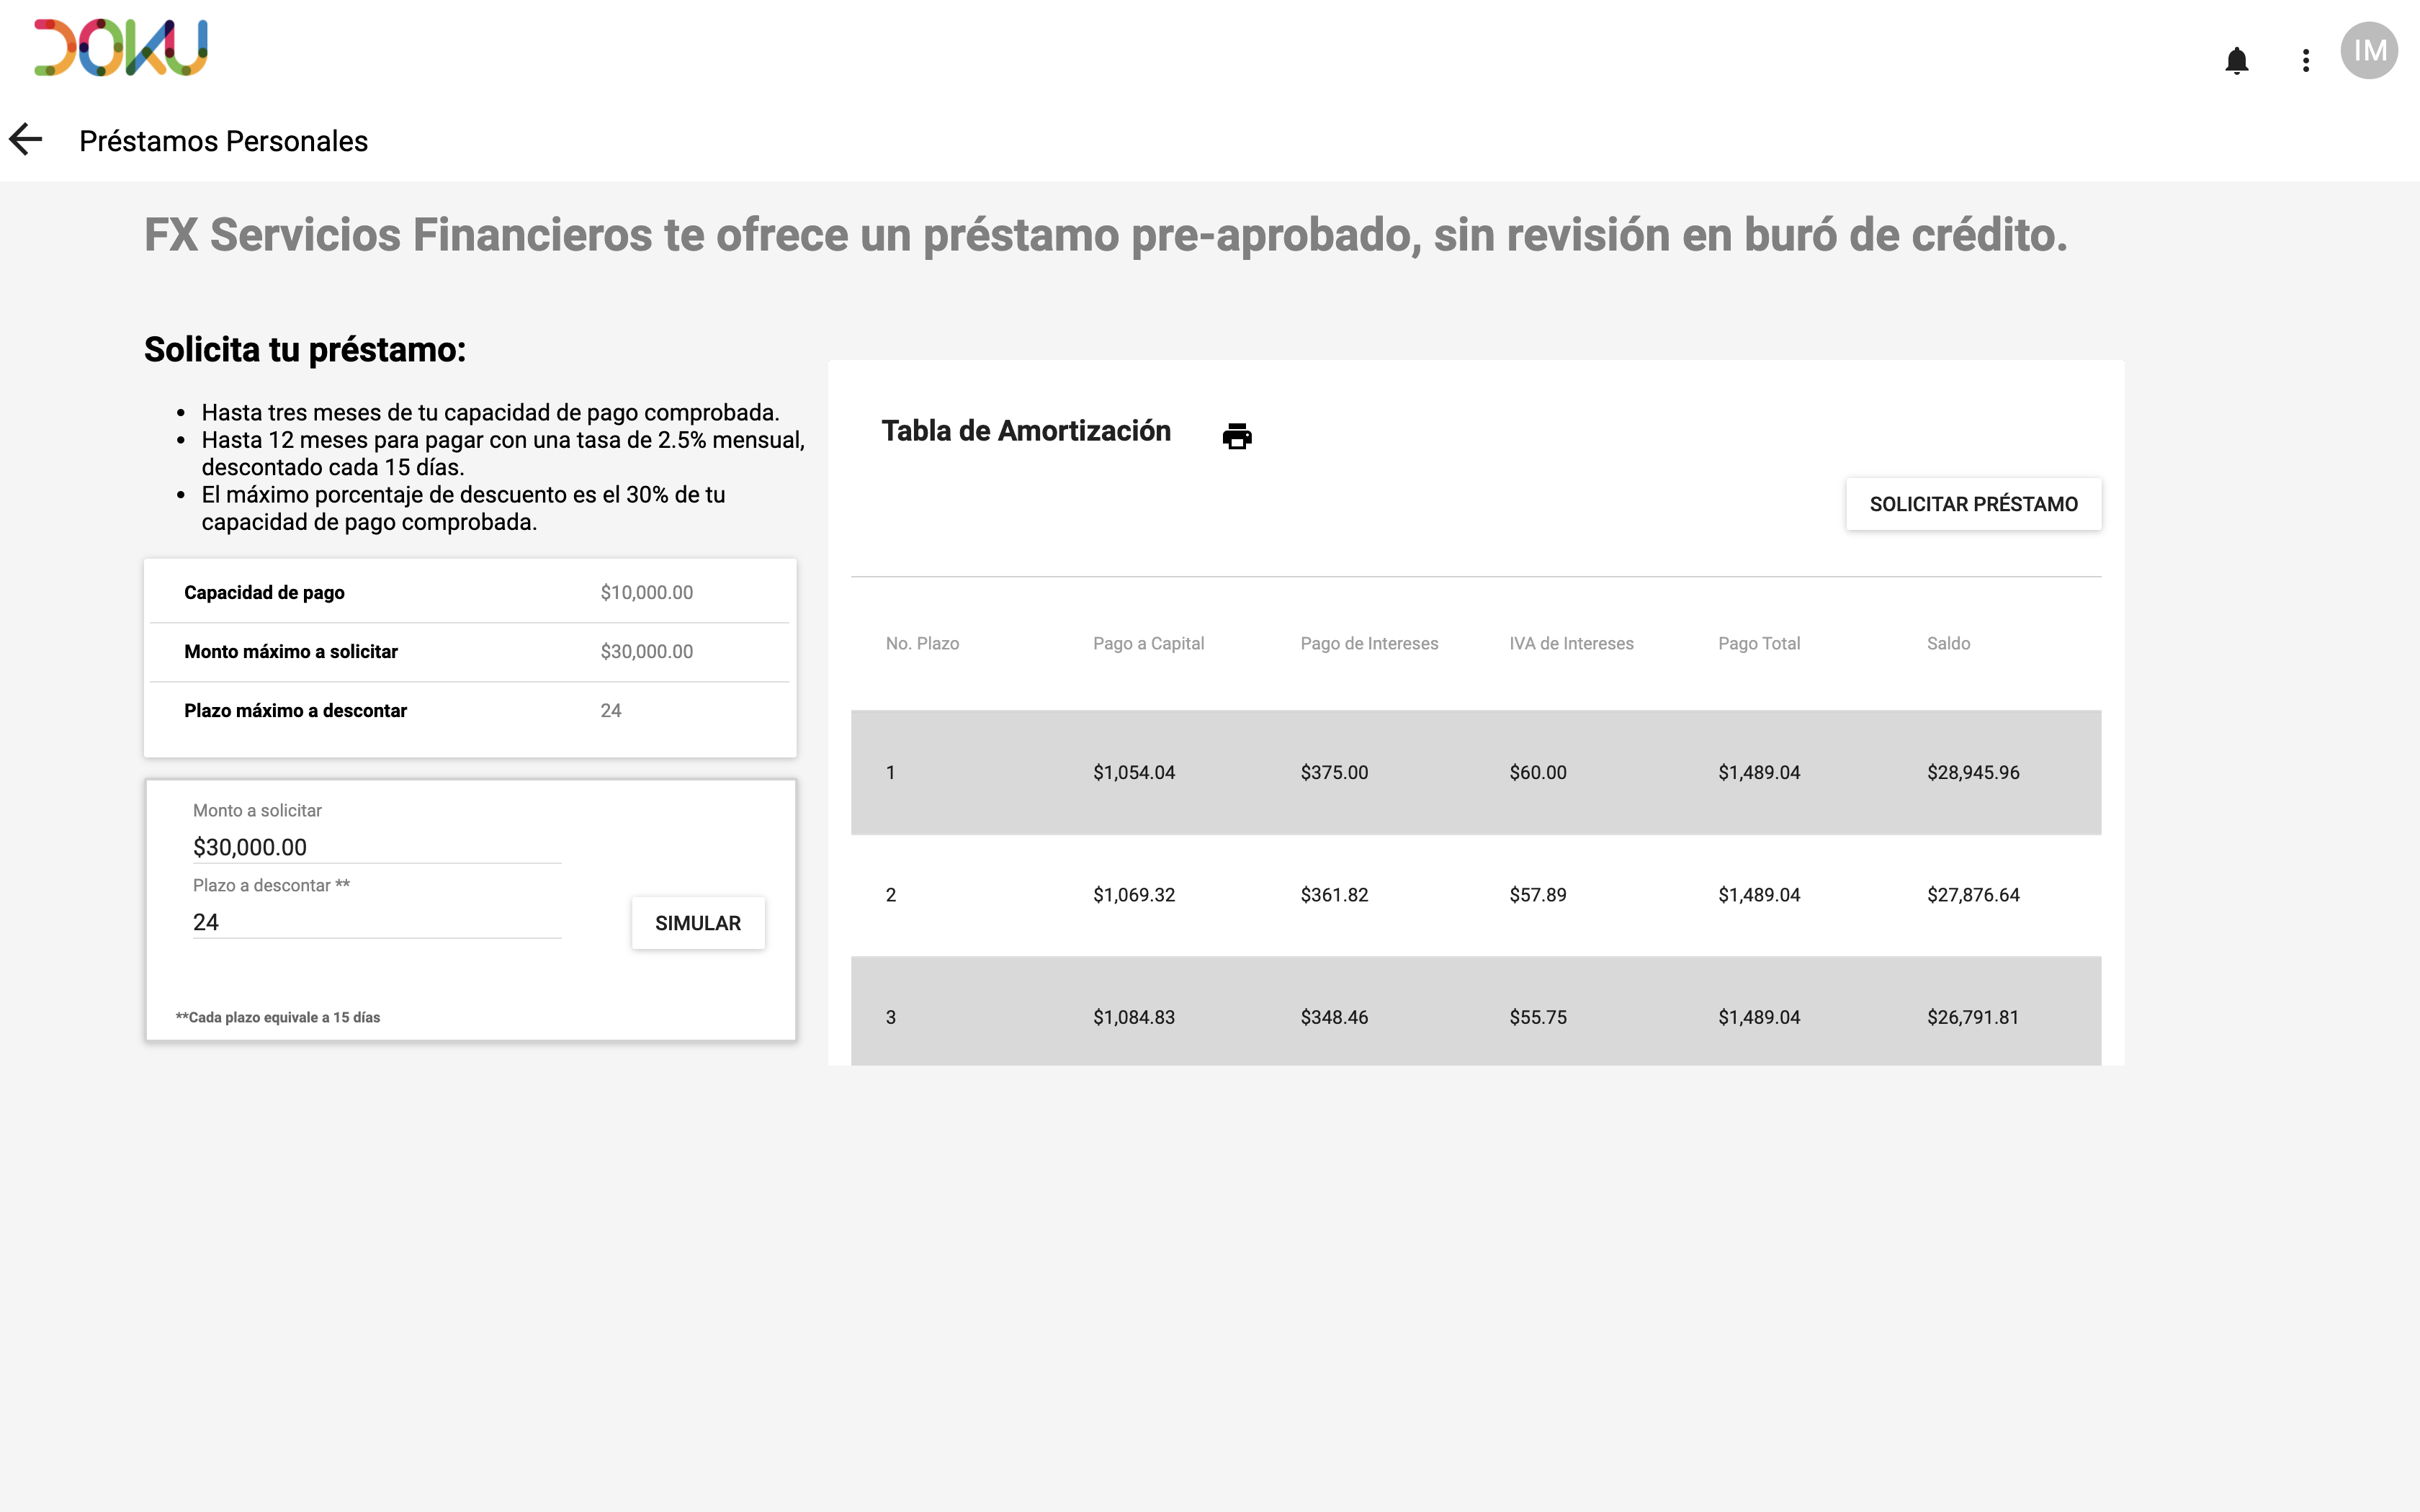 DOKU
IM
Préstamos Personales
FX Servicios Financieros te ofrece un préstamo pre-aprobado, sin revisión en buró de crédito.
Solicita tu préstamo:
• Hasta tres meses de tu capacidad de pago comprobada.
• Hasta 12 meses para pagar con una tasa de 2.5% mensual,
descontado cada 15 días.
• El máximo porcentaje de descuento es el 30% de tu
capacidad de pago comprobada.
Capacidad de pago $10,000.00
Monto máximo a solicitar $30,000.00
Plazo máximo a descontar 24
Monto a solicitar
$30,000.00
Plazo a descontar **
24
SIMULAR
**Cada plazo equivale a 15 días
Tabla de Amortización
SOLICITAR PRÉSTAMO
No. Plazo Pago a Capital Pago de Intereses IVA de Intereses Pago Total Saldo
1 $1,054.04 $375.00 $60.00 $1,489.04 $28,945.96
2 $1,069.32 $361.82 $57.89 $1,489.04 $27,876.64
3 $1,084.83 $348.46 $55.75 $1,489.04 $26,791.81